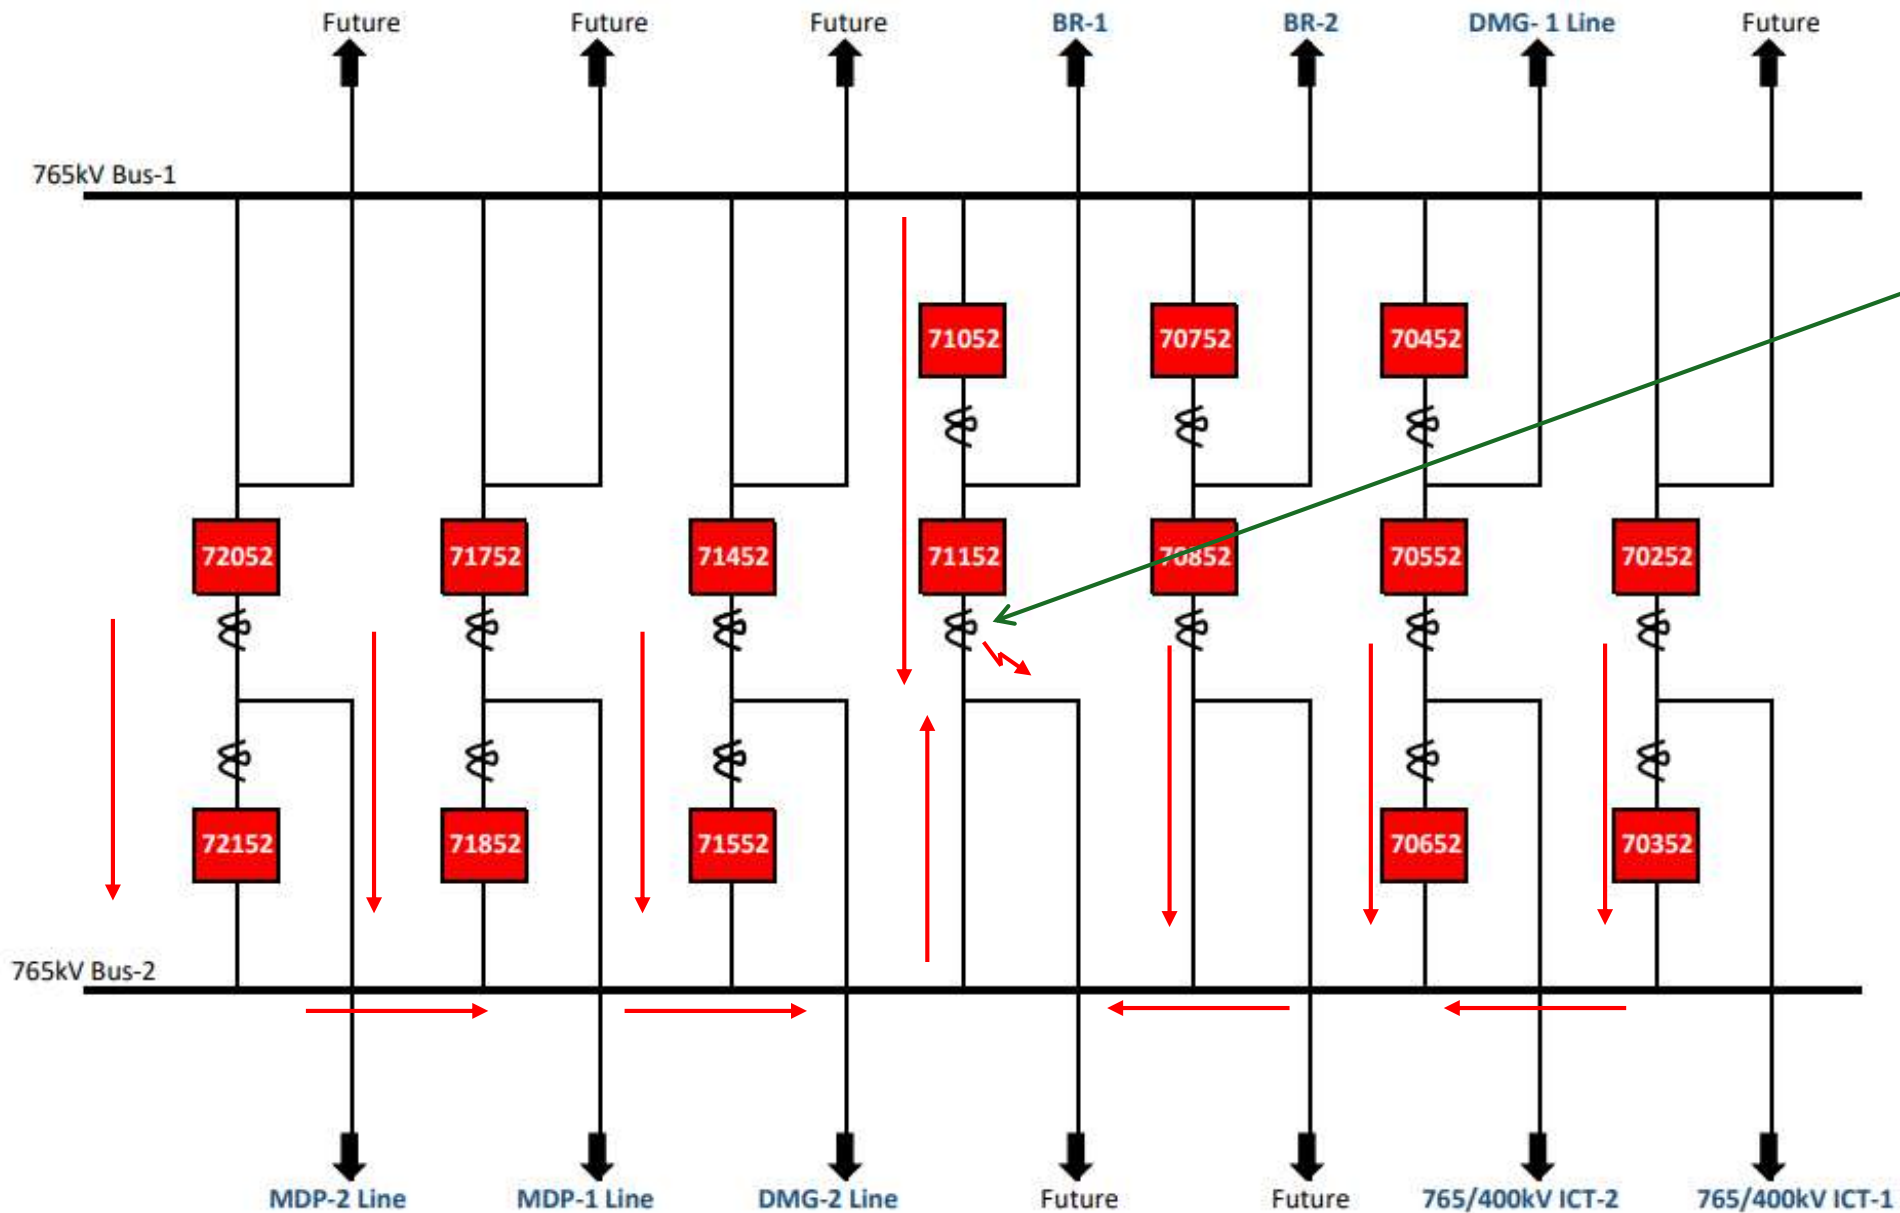 Future
Future
Future
BR-1
BR-2
DMG- 1 Line
Future
765kV Bus-1
71052
70752
70452
72052
71752
71452
71152
70852
70552
70252
72152
71852
71552
70652
70352
765kV Bus-2
MDP-2 Line
MDP-1 Line
DMG-2 Line
Future
Future
765/400kV ICT-2
765/400kV ICT-1